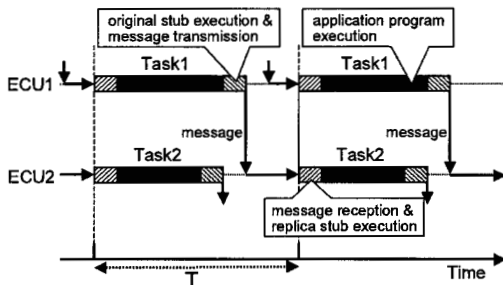 original stub execution &
message transmission
application program
execution
Task1
Task1
ECU1
message
message
Task2
Task2
ECU2
message reception &
replica stub execution
T
Time